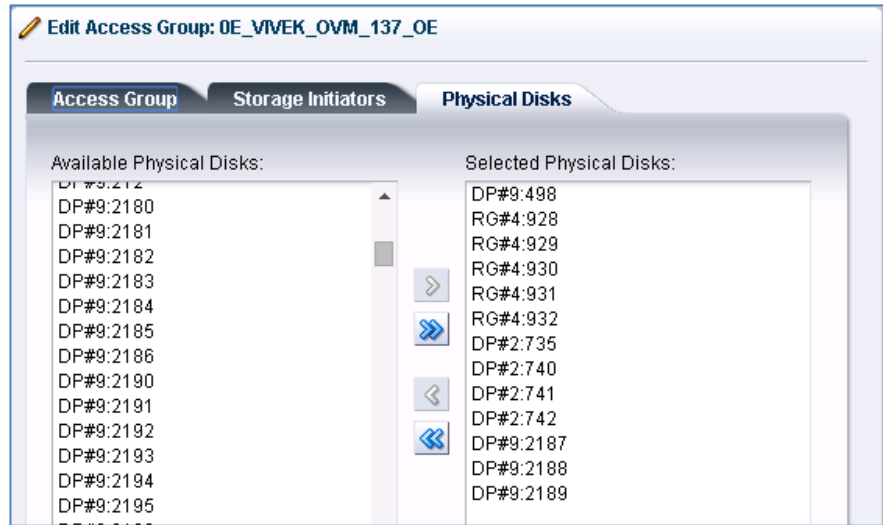 Edit Access Group: 0E_VIVEK_OVM_137_OE
Access Group
Storage Initiators
Physical Disks
Available Physical Disks:
DP#9:212
DP#9:2180
DP#9:2181
DP#9:2182
DP#9:2183
DP#9:2184
DP#9:2185
DP#9:2186
DP#9:2190
DP#9:2191
DP#9:2192
DP#9:2193
DP#9:2194
DP#9:2195
Selected Physical Disks:
DP#9:498
RG#4:928
RG#4:929
RG#4:930
RG#4:931
RG#4:932
DP#2:735
DP#2:740
DP#2:741
DP#2:742
DP#9:2187
DP#9:2188
DP#9:2189